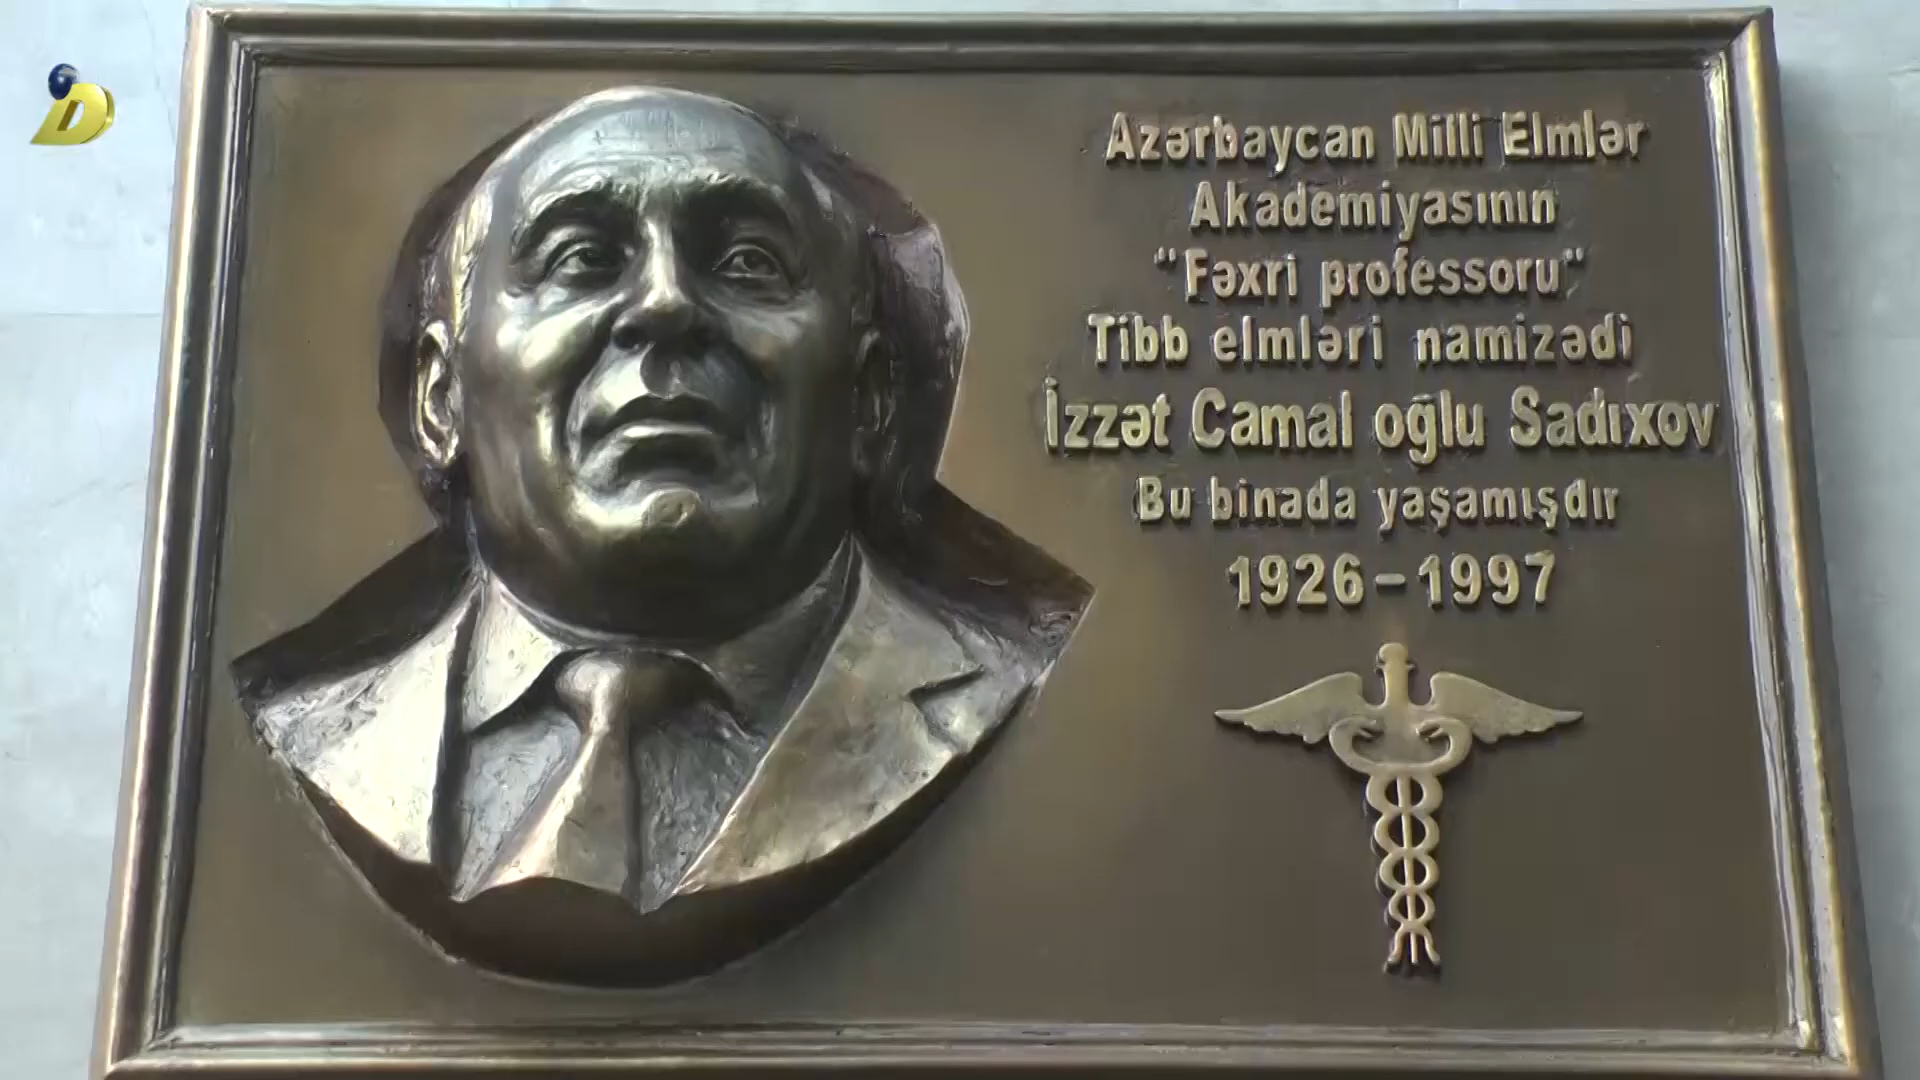 D
Azərbaycan Milli Elmlər
Akademiyasının
“Fəxri professoru“
Tibb elmləri namizədi
İzzət Camal oğlu Sadıxov
Bu binada yaşamışdır
1926-1997